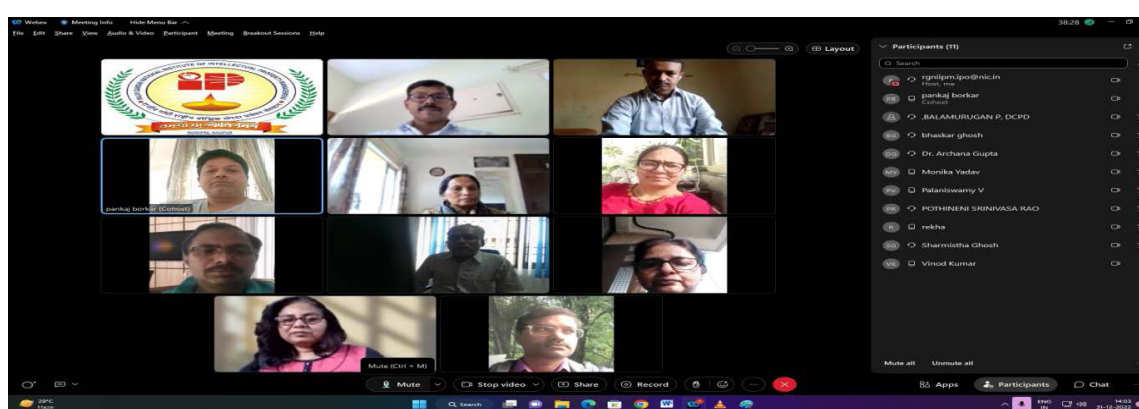 Webex Meeting Info Hide Menu Bar
38:28
File Edit Share View Audio & Video Participant Meeting Breakout Sessions Help
Layout
Participants (11)
Search
rgniipm.ipo@nic.in
Host, me
pankaj borkar
Cohost
.BALAMURUGAN P, DCPD
bhaskar ghosh
Dr. Archana Gupta
Monika Yadav
Palaniswamy V
POTHINENI SRINIVASA RAO
rekha
Sharmistha Ghosh
Vinod Kumar
NATIONAL INSTITUTE OF INTELLECTUAL
pankaj borkar (Cohost)
Mute (Ctrl + M)
Mute all Unmute all
Mute Stop video Share Record
Apps Participants Chat
29°C
Haze
Search
ENG
IN
14:03
31-12-2022